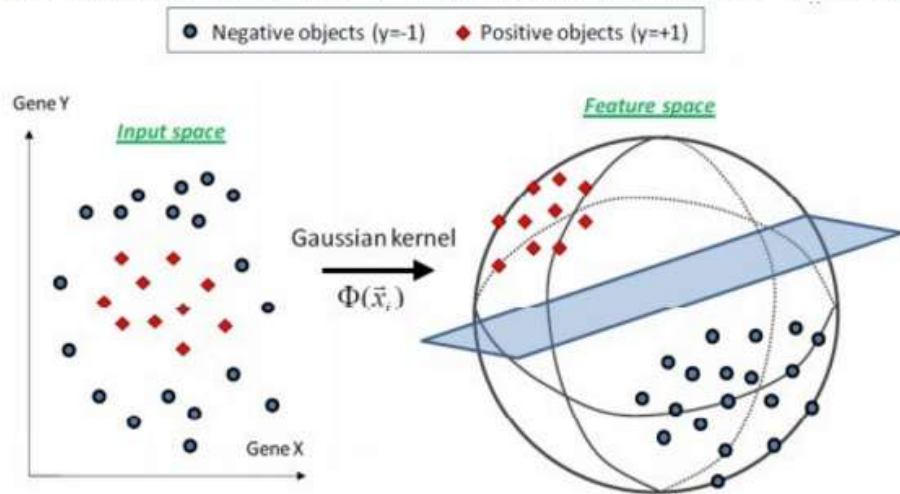 Negative objects (y=-1) Positive objects (y=+1)
Gene Y
Input space
Feature space
Gaussian kernel
Gene X